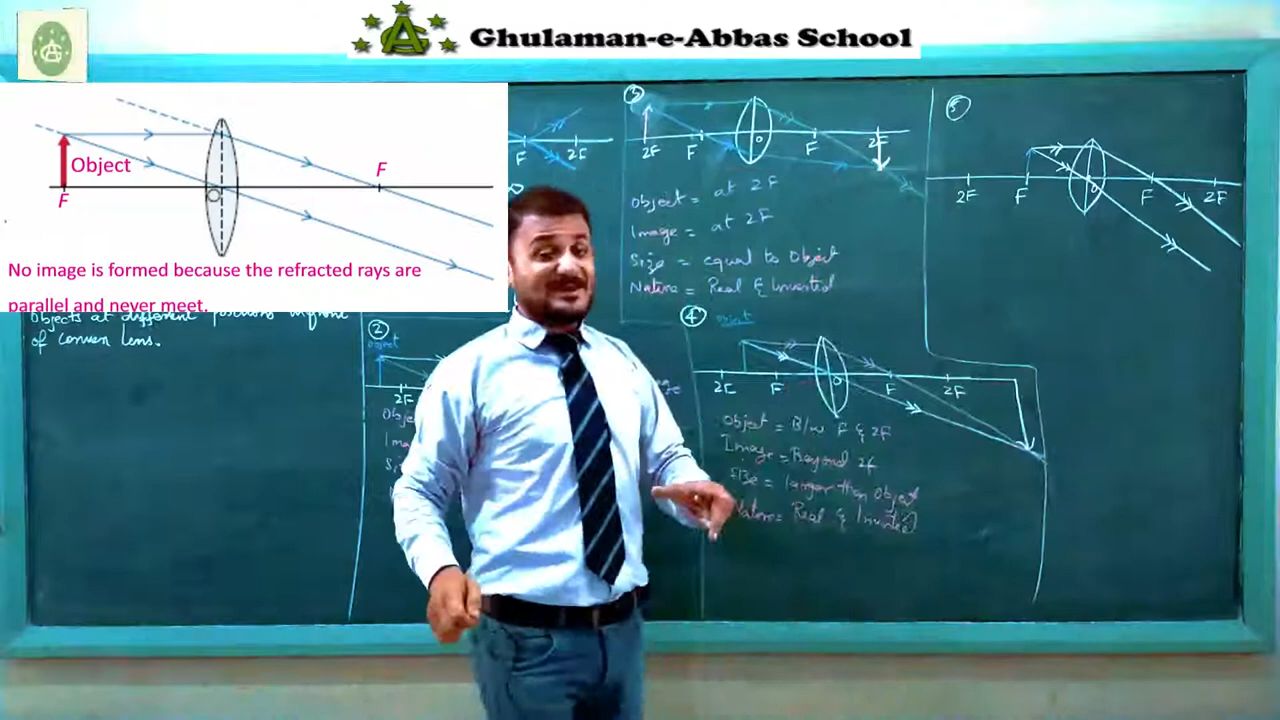 Ghulaman-e-Abbas School
Object
F
F
O
No image is formed because the refracted rays are
parallel and never meet.
Objects at different positions infront
of convex lens.
F
2F
②
Object
2F
③
2F
F
O
F
2F
Object = at 2F
Image = at 2F
Size = equal to Object
Nature = Real & Inverted
④ Object
2F
F
O
F
2F
Object = B/w F & 2F
Image = Beyond 2F
Size = larger than Object
Nature = Real & Inverted
⑤
2F
F
O
F
2F